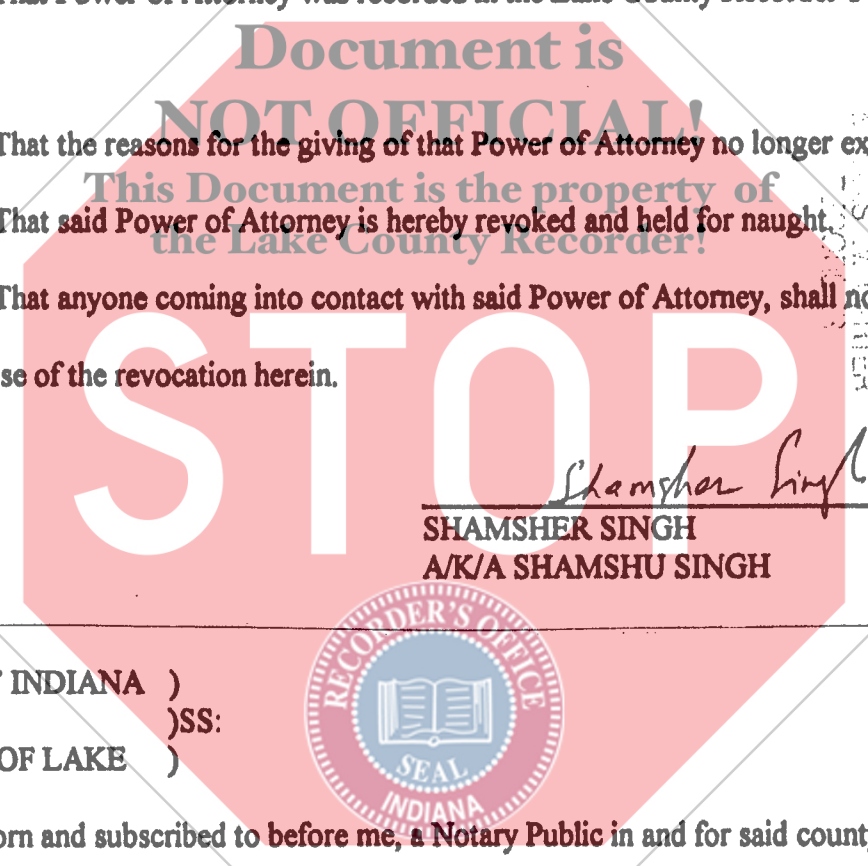 Document is
NOT OFFICIAL!
That the reasons for the giving of that Power of Attorney no longer ex
This Document is the property of
That said Power of Attorney is hereby revoked and held for naught.
the Lake County Recorder!
That anyone coming into contact with said Power of Attorney, shall no
se of the revocation herein.
STOP
Shamsher Singh
SHAMSHER SINGH
A/K/A SHAMSHU SINGH
RECORDER'S OFFICE
INDIANA )
)SS:
OF LAKE )
SEAL
INDIANA
orn and subscribed to before me, a Notary Public in and for said county